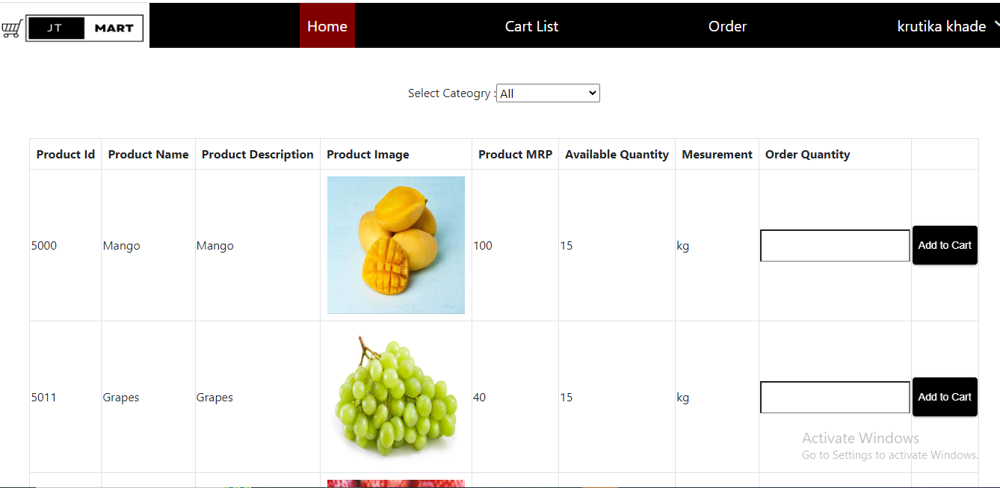 JT MART Home Cart List Order krutika khade
Select Cateogry : All
Product Id Product Name Product Description Product Image Product MRP Available Quantity Mesurement Order Quantity
5000 Mango Mango 100 15 kg Add to Cart
5011 Grapes Grapes 40 15 kg Add to Cart
Activate Windows
Go to Settings to activate Windows.